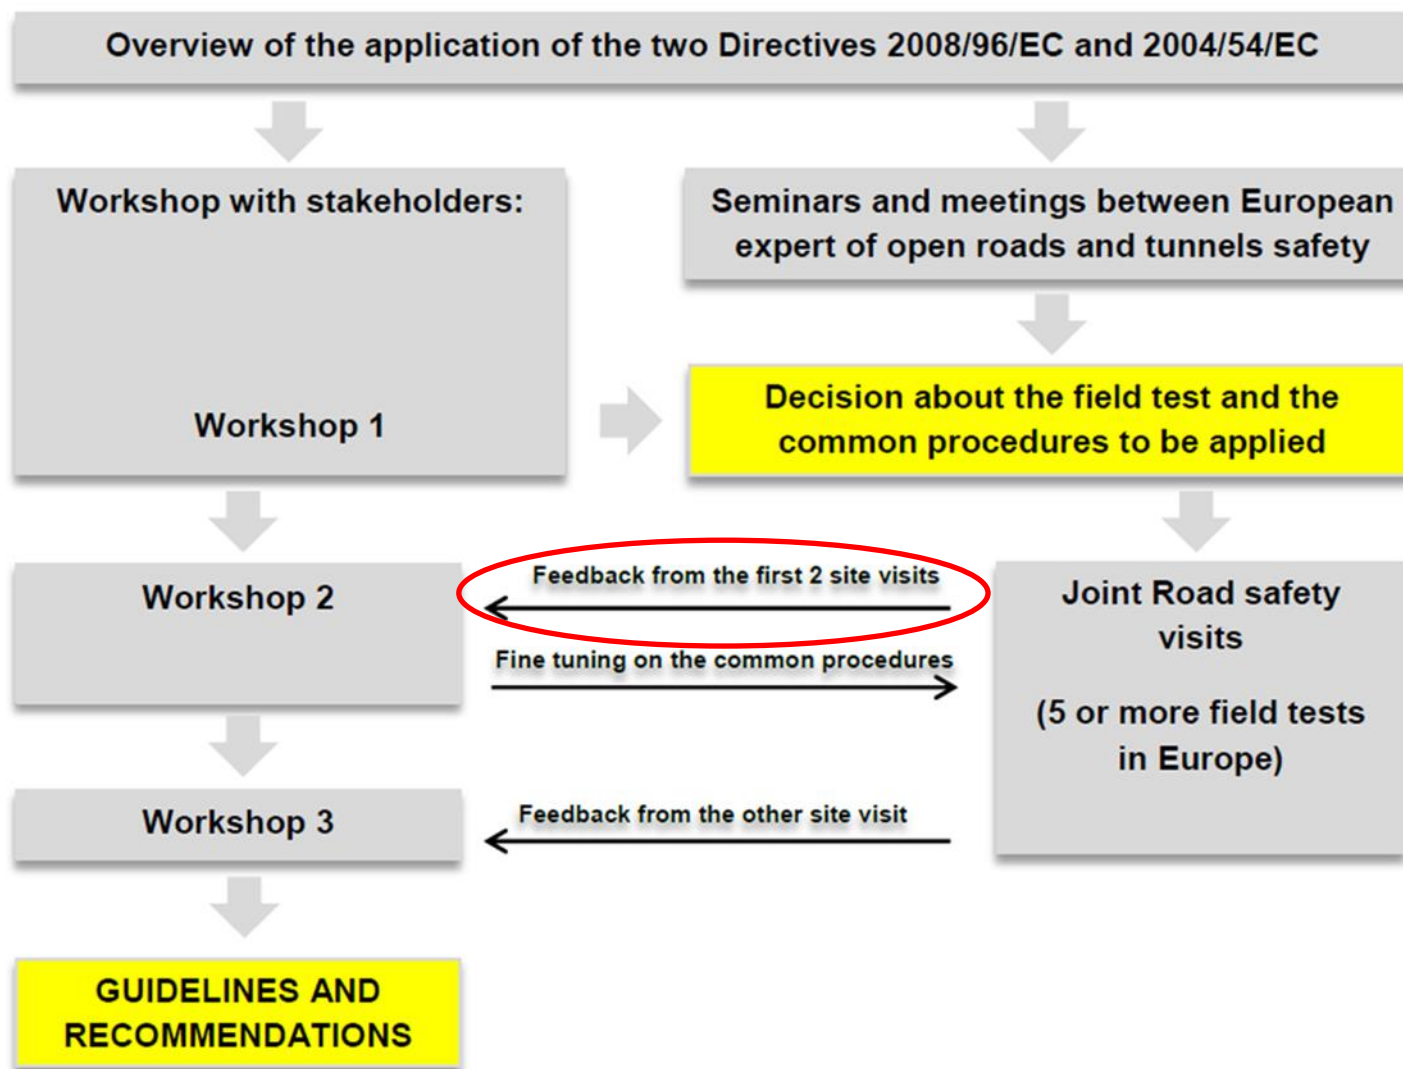 Overview of the application of the two Directives 2008/96/EC and 2004/54/EC
Workshop with stakeholders:
Workshop 1
Seminars and meetings between European
expert of open roads and tunnels safety
Decision about the field test and the
common procedures to be applied
Workshop 2
Feedback from the first 2 site visits
Fine tuning on the common procedures
Joint Road safety
visits
(5 or more field tests
in Europe)
Workshop 3
Feedback from the other site visit
GUIDELINES AND
RECOMMENDATIONS